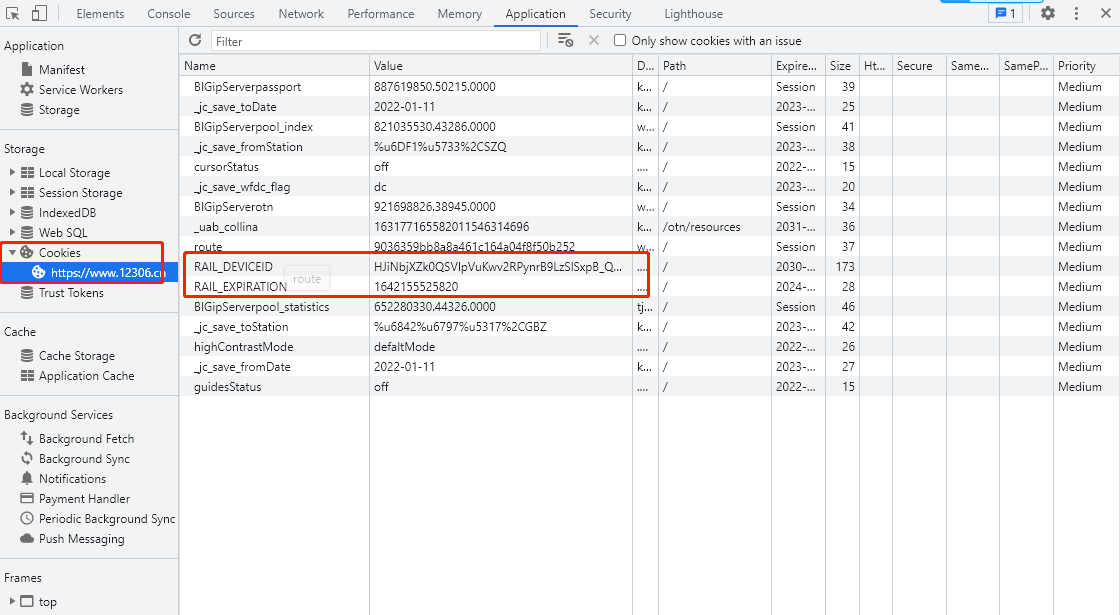 Elements Console Sources Network Performance Memory Application Security Lighthouse 1
Application
Manifest
Service Workers
Storage
Storage
Local Storage
Session Storage
IndexedDB
Web SQL
Cookies
https://www.12306.cn
Trust Tokens
Cache
Cache Storage
Application Cache
Background Services
Background Fetch
Background Sync
Notifications
Payment Handler
Periodic Background Sync
Push Messaging
Frames
top
Filter Only show cookies with an issue
Name Value D... Path Expire... Size Ht... Secure Same... SameP... Priority
BIGipServerpassport 887619850.50215.0000 k... / Session 39 Medium
_jc_save_toDate 2022-01-11 k... / 2023-... 25 Medium
BIGipServerpool_index 821035530.43286.0000 w... / Session 41 Medium
_jc_save_fromStation %u6DF1%u5733%2CSZQ k... / 2023-... 38 Medium
cursorStatus off .... / 2022-... 15 Medium
_jc_save_wfdc_flag dc k... / 2023-... 20 Medium
BIGipServerotn 921698826.38945.0000 w... / Session 34 Medium
_uab_collina 163177165582011546314696 k... /otn/resources 2031-... 36 Medium
route 9036359bb8a8a461c164a04f8f50b252 w... / Session 37 Medium
RAIL_DEVICEID .... / 2030-... 173 Medium
route
RAIL_EXPIRATION 1642155525820 .... / 2024-... 28 Medium
BIGipServerpool_statistics 652280330.44326.0000 tj... / Session 46 Medium
_jc_save_toStation %u6842%u6797%u5317%2CGBZ k... / 2023-... 42 Medium
highContrastMode defaltMode .... / 2022-... 26 Medium
_jc_save_fromDate 2022-01-11 k... / 2023-... 27 Medium
guidesStatus off .... / 2022-... 15 Medium